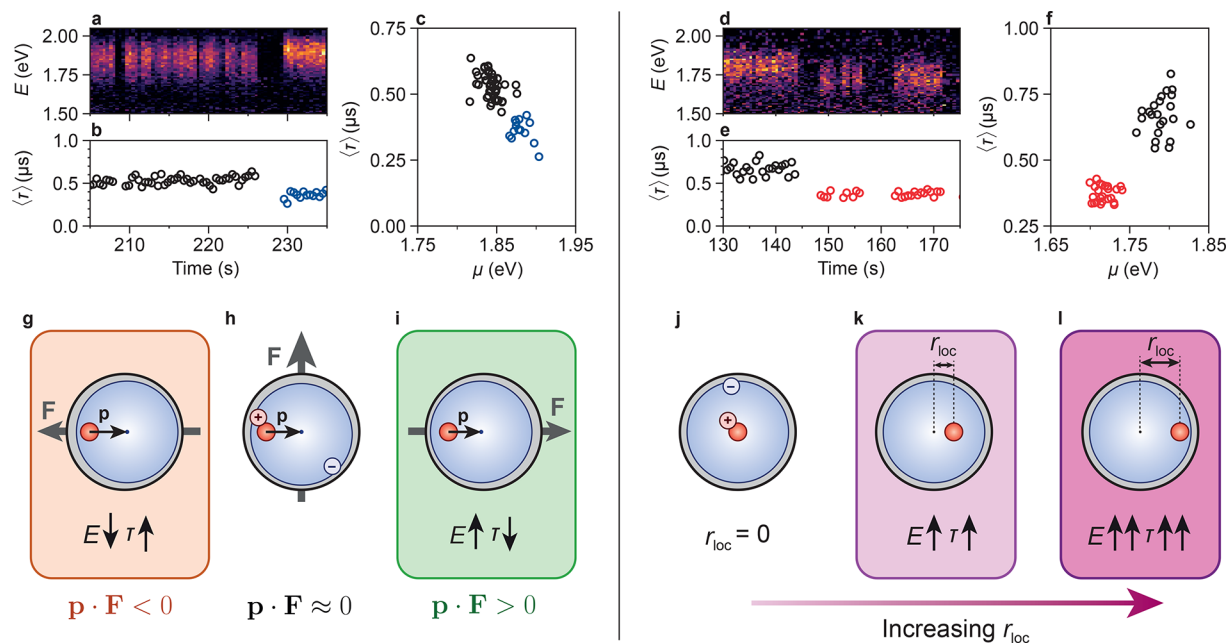 a
E (eV)
2.00
1.75
1.50
b
⟨τ⟩ (μs)
1.0
0.5
0.0
210
220
230
Time (s)
c
⟨τ⟩ (μs)
0.75
0.50
0.25
0.00
1.75
1.85
1.95
μ (eV)
d
E (eV)
2.00
1.75
1.50
e
⟨τ⟩ (μs)
1.0
0.5
0.0
130
140
150
160
170
Time (s)
f
⟨τ⟩ (μs)
1.00
0.75
0.50
0.25
1.65
1.75
1.85
μ (eV)
g
F
p
E↓ τ↑
p · F < 0
h
F
+
p
−
p · F ≈ 0
i
p
F
E↑ τ↓
p · F > 0
j
−
+
r_loc = 0
k
r_loc
E↑ τ↑
l
r_loc
E↑↑ τ↑↑
Increasing r_loc